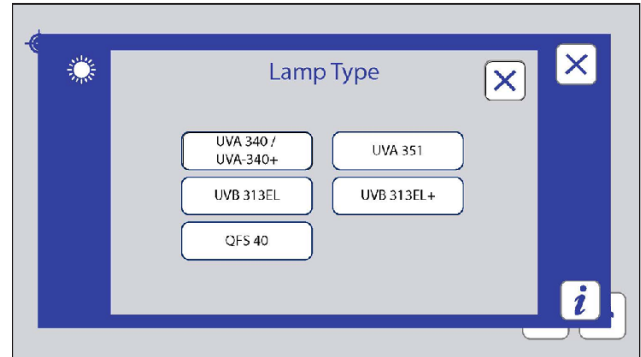 Lamp Type
UVA 340 /
UVA-340+
UVA 351
UVB 313EL
UVB 313EL+
QFS 40
i